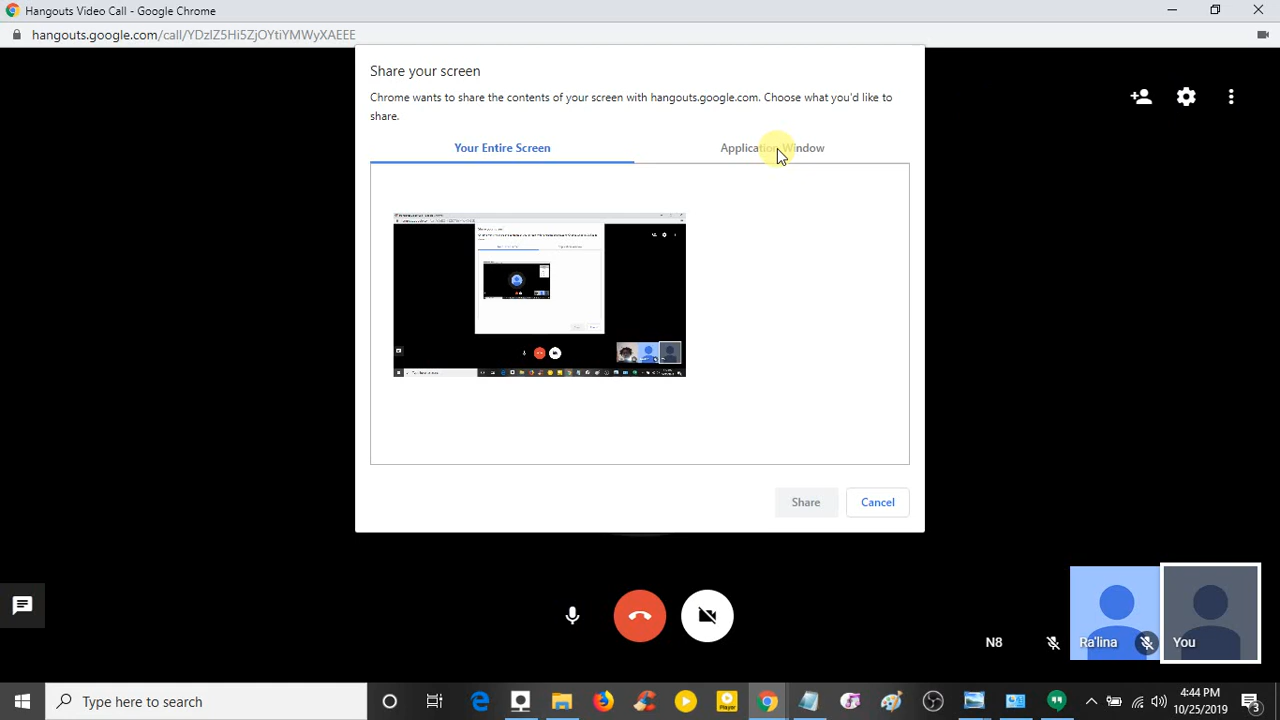 Hangouts Video Call - Google Chrome
hangouts.google.com/call/YDzIZ5Hi5ZjOYtiYMWyXAEEE
Share your screen
Chrome wants to share the contents of your screen with hangouts.google.com. Choose what you'd like to
share.
Your Entire Screen
Application Window
Share
Cancel
N8
Ra'lina
You
Type here to search
Player
4:44 PM
10/25/2019
3